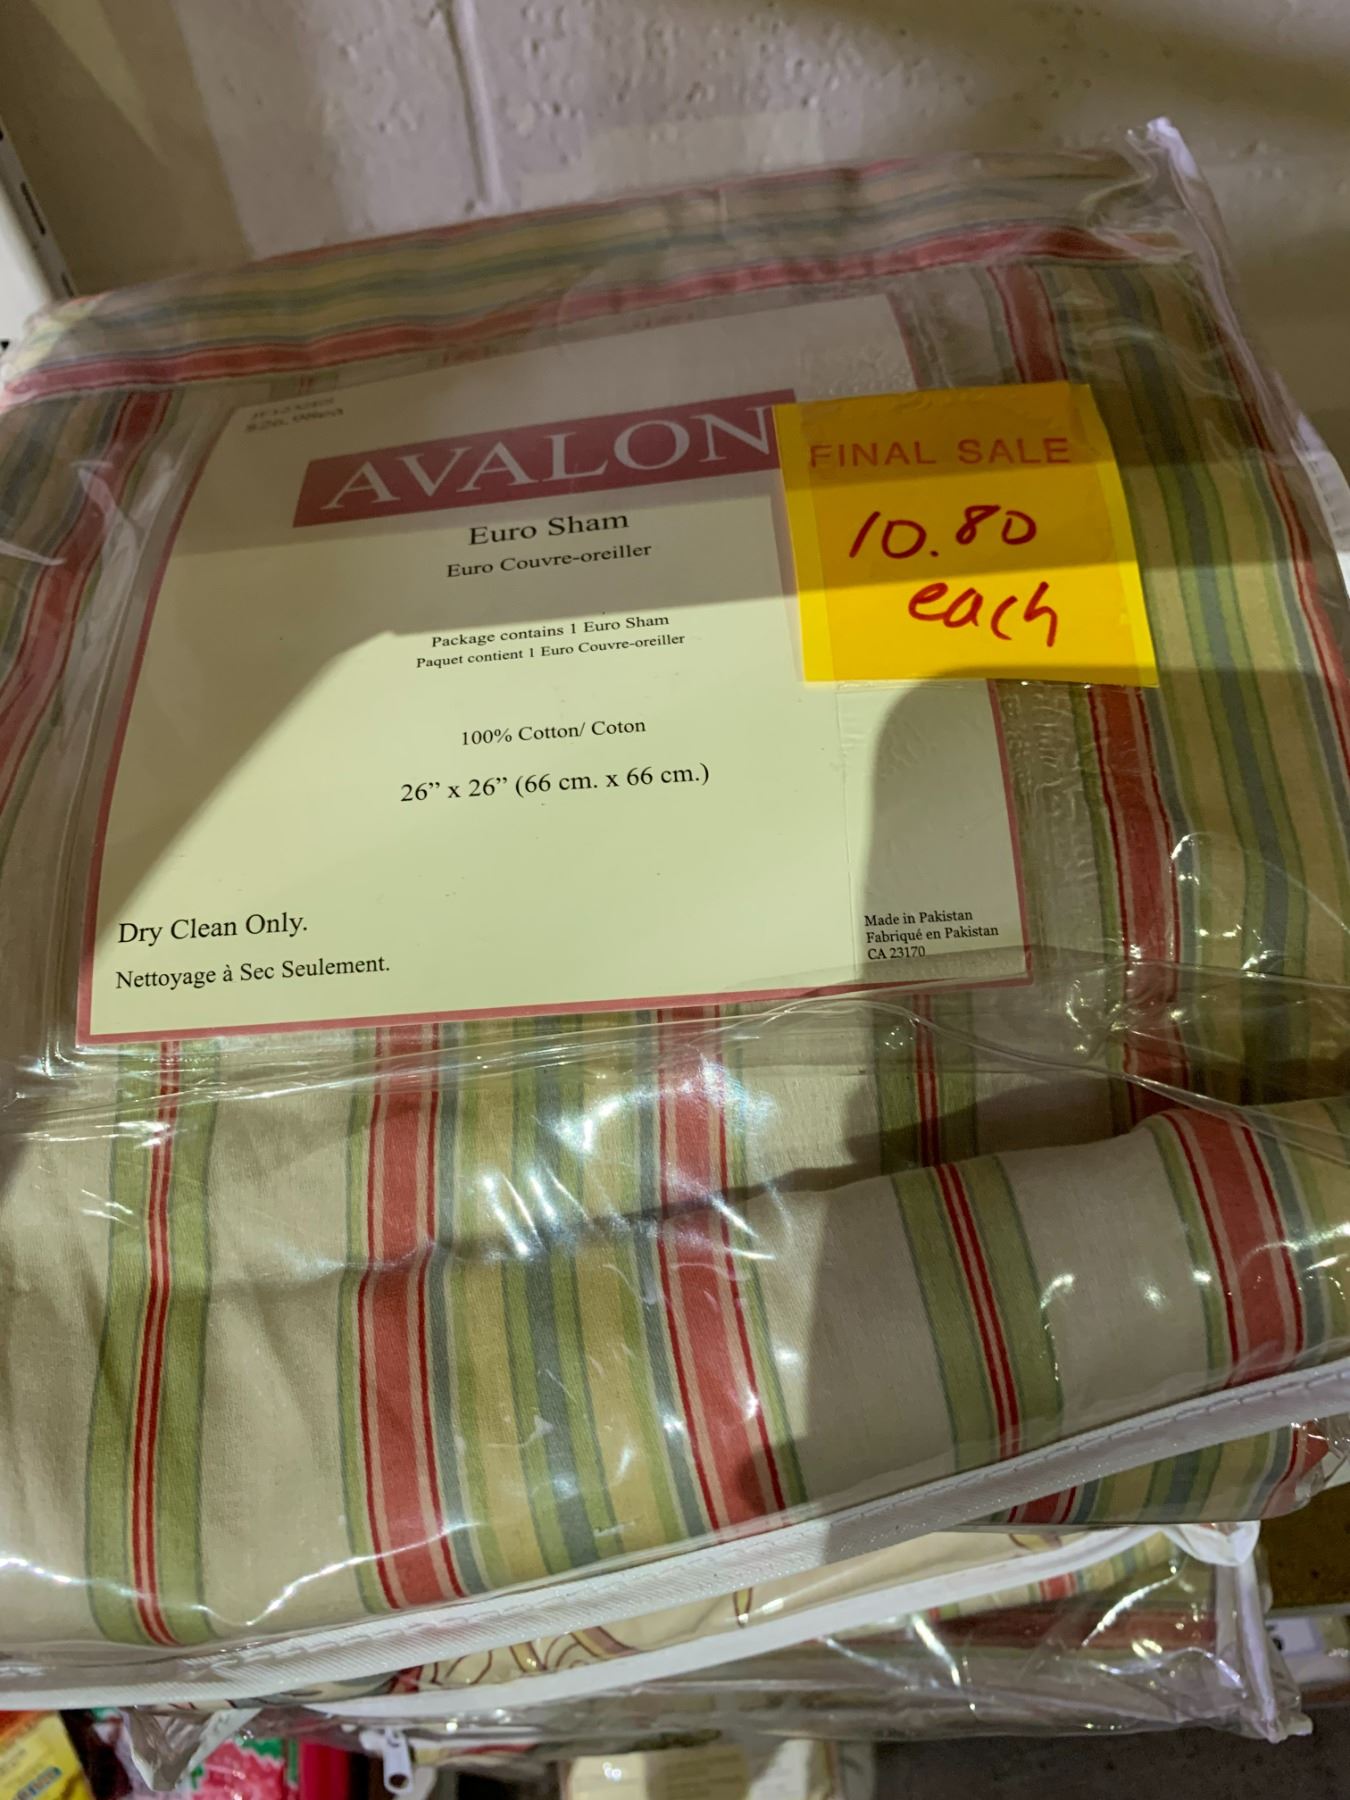 AVALON
FINAL SALE
10.80
each
Euro Sham
Euro Couvre-oreiller
Package contains 1 Euro Sham
Paquet contient 1 Euro Couvre-oreiller
100% Cotton/ Coton
26” x 26” (66 cm. x 66 cm.)
Dry Clean Only.
Nettoyage à Sec Seulement.
Made in Pakistan
Fabriqué en Pakistan
CA 23170